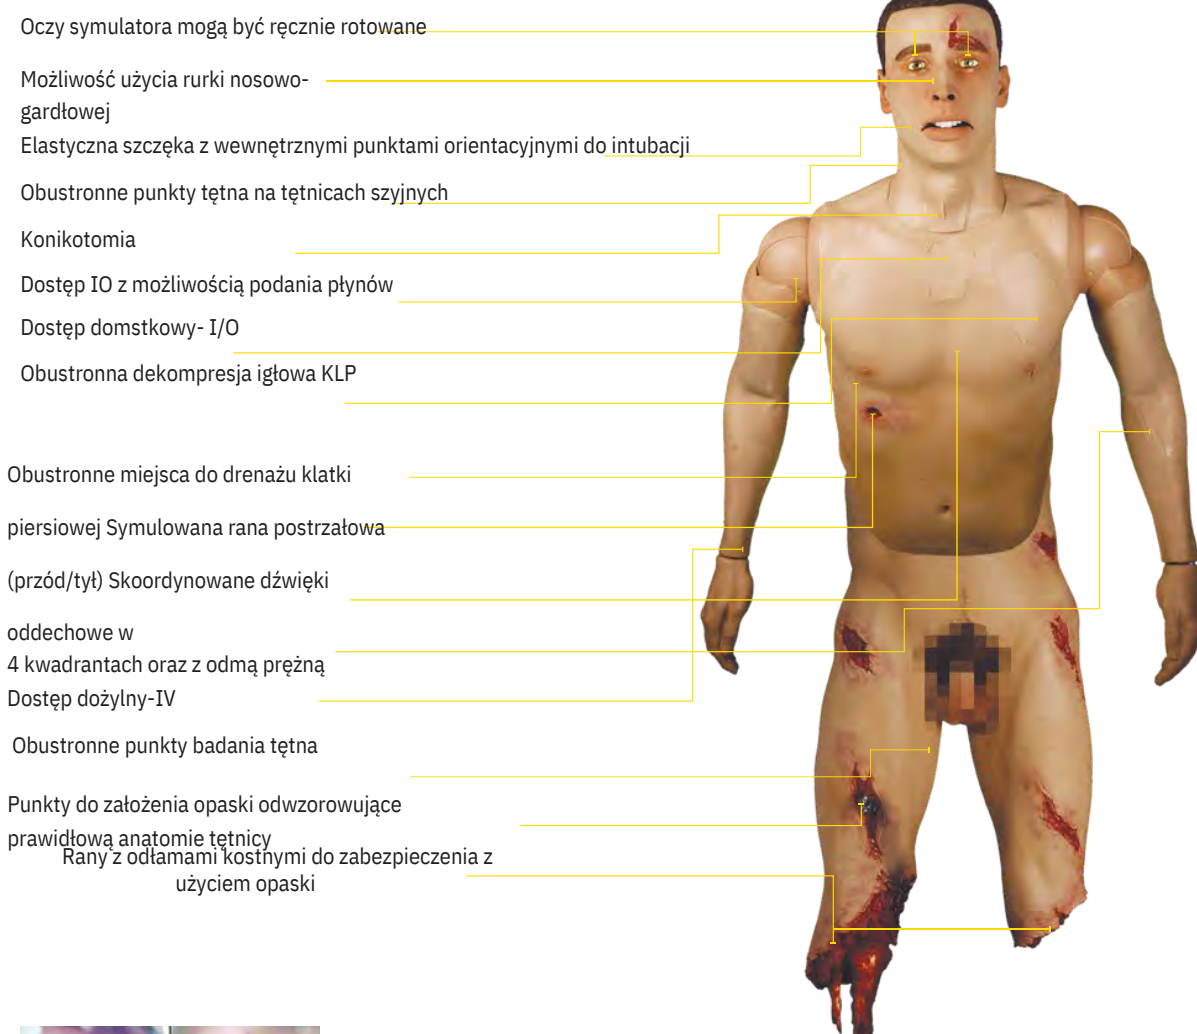 Oczy symulatora mogą być ręcznie rotowane
Możliwość użycia rurki nosowo-
gardłowej
Elastyczna szczęka z wewnętrznymi punktami orientacyjnymi do intubacji
Obustronne punkty tętna na tętnicach szyjnych
Konikotomia
Dostęp IO z możliwością podania płynów
Dostęp domstkowy- I/O
Obustronna dekompresja igłowa KLP
Obustronne miejsca do drenażu klatki
piersiowej Symulowana rana postrzałowa
(przód/tył) Skoordynowane dźwięki
oddechowe w
4 kwadrantach oraz z odmą prężną
Dostęp dożylny-IV
Obustronne punkty badania tętna
Punkty do założenia opaski odwzorowujące
prawidłową anatomie tętnicy
Rany z odłamami kostnymi do zabezpieczenia z
użyciem opaski